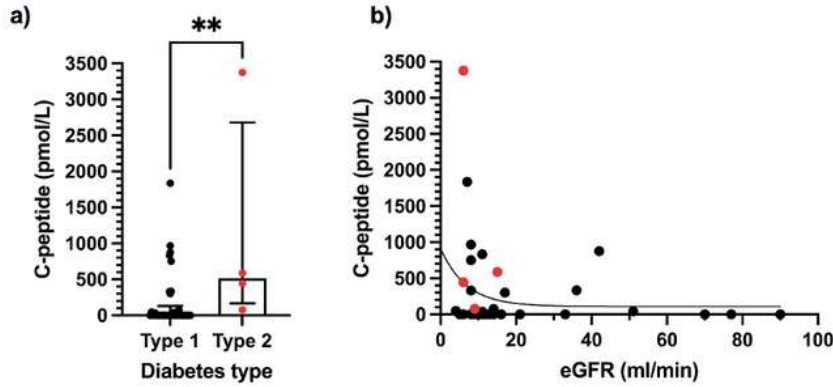 a)
**
C-peptide (pmol/L)
3500
3000
2500
2000
1500
1000
500
0
Type 1 Type 2
Diabetes type
b)
C-peptide (pmol/L)
3500
3000
2500
2000
1500
1000
500
0
0 20 40 60 80 100
eGFR (ml/min)